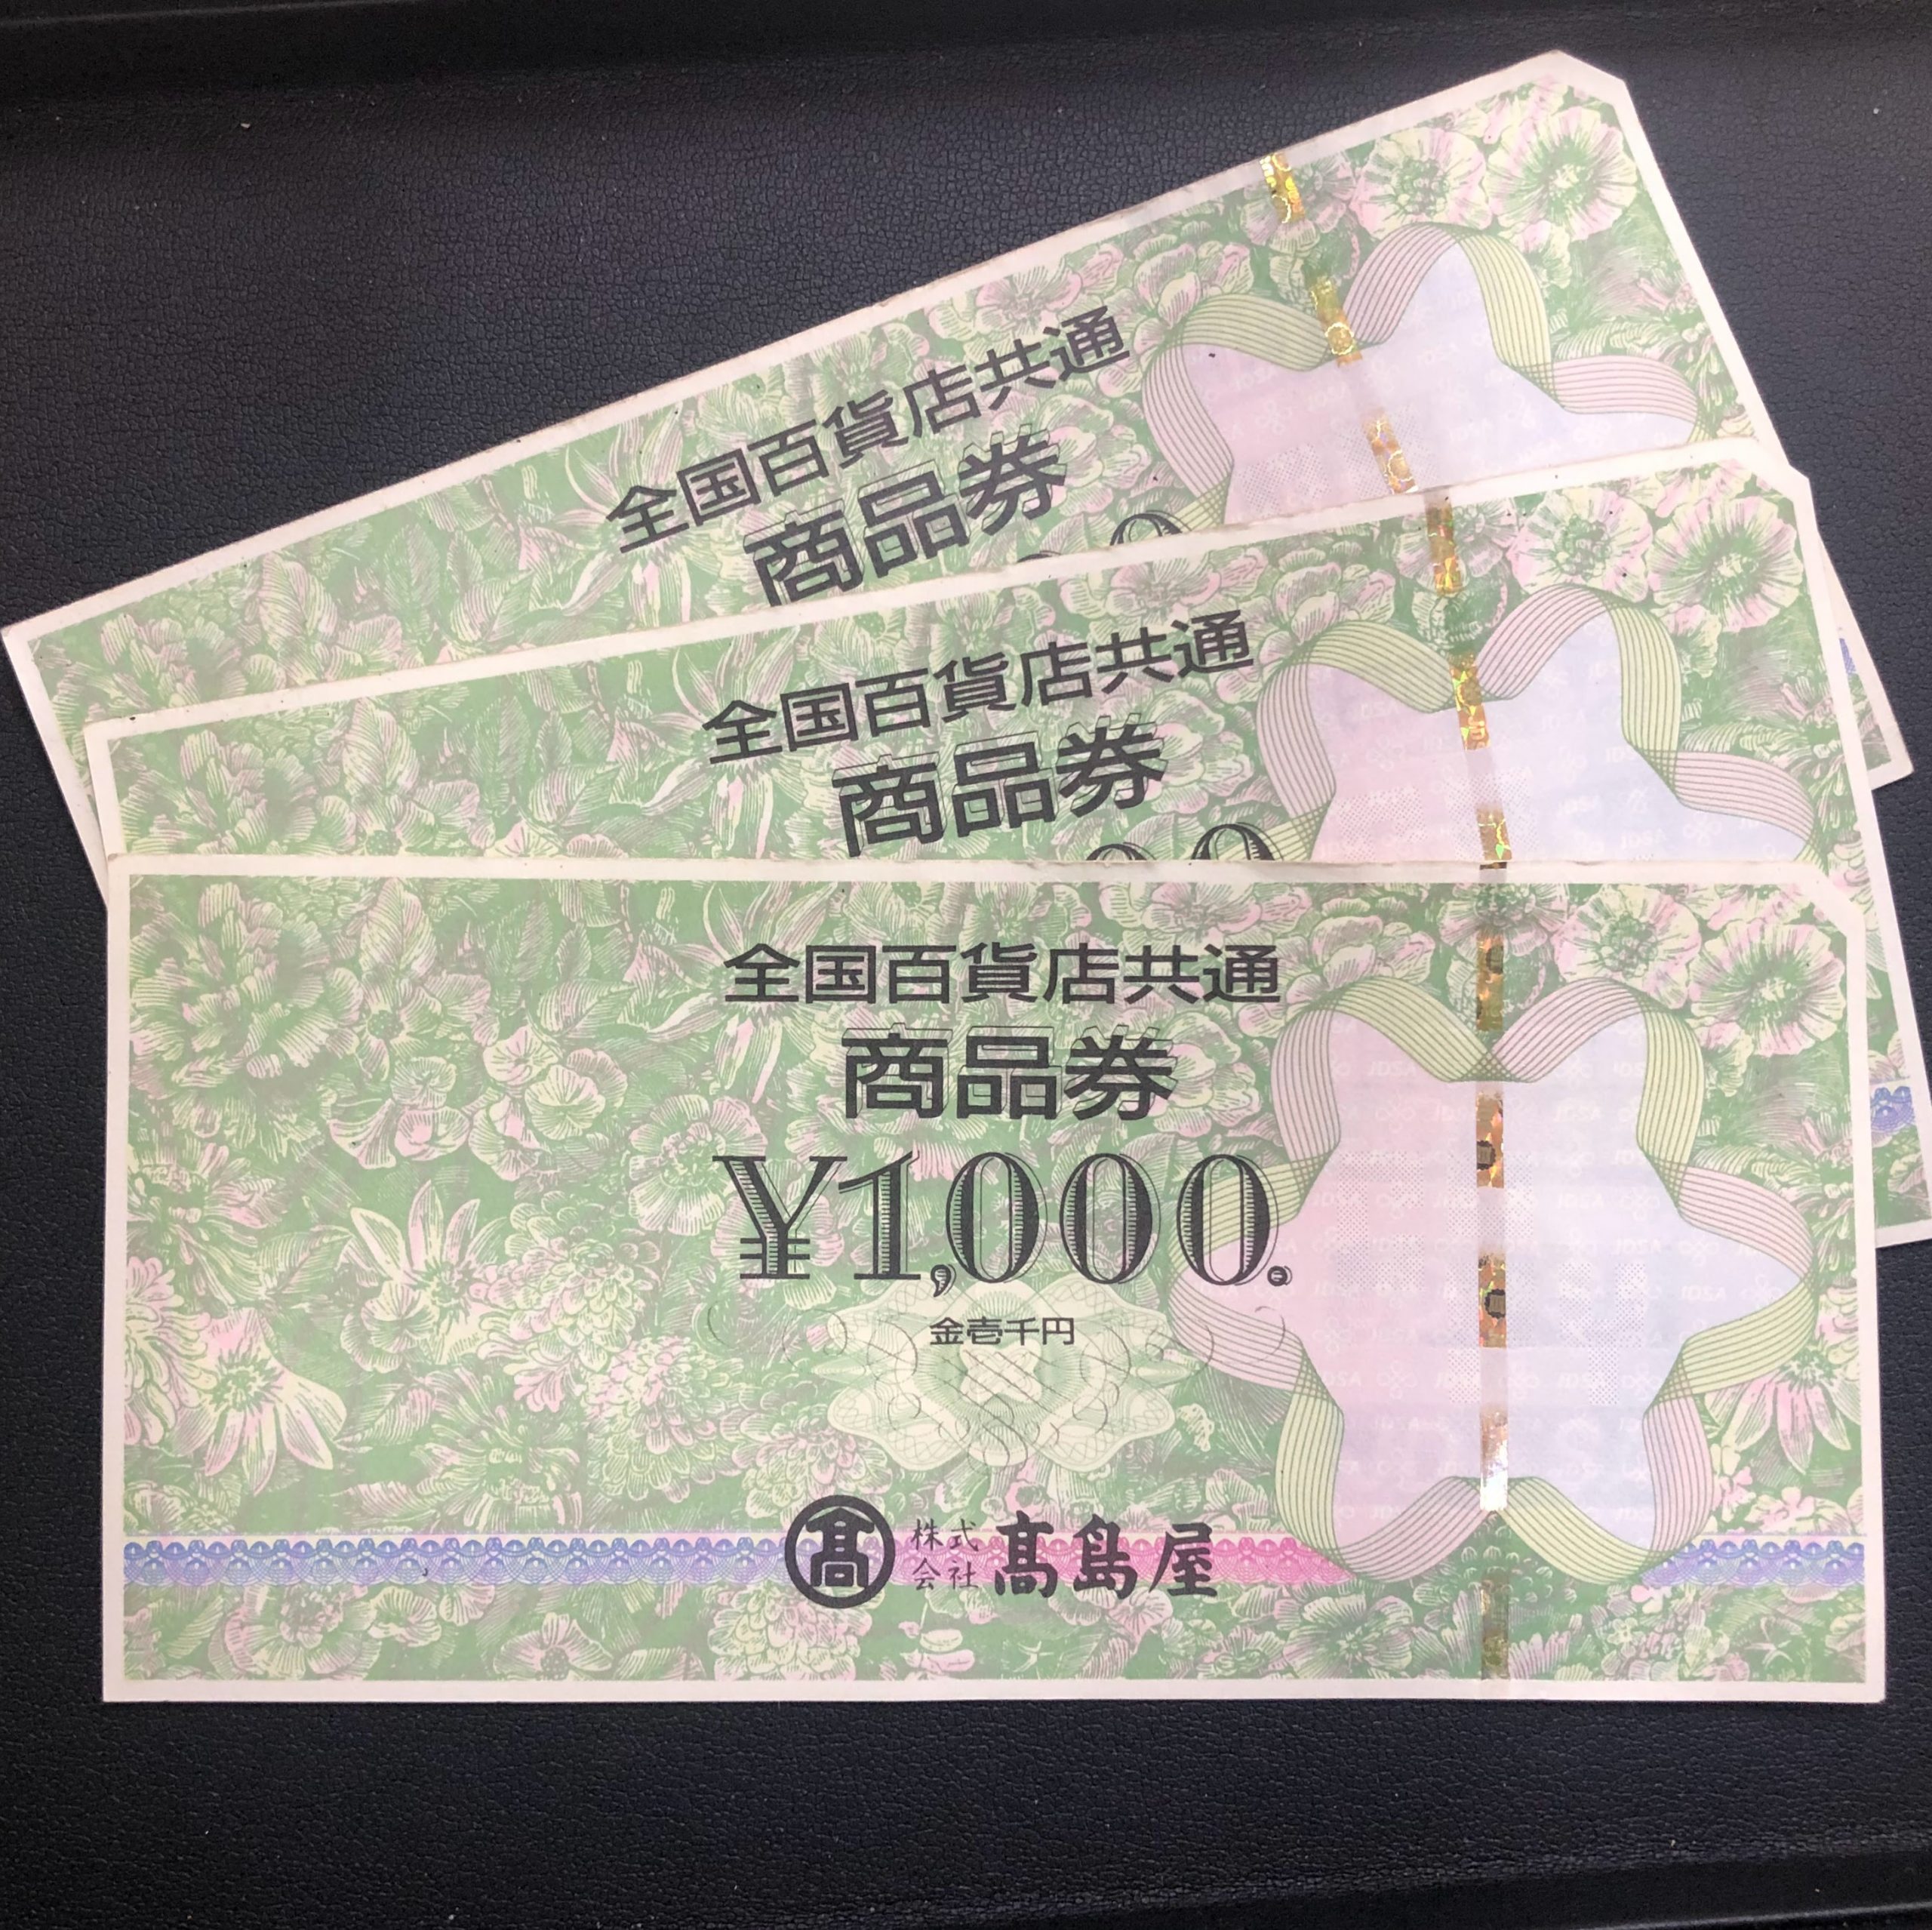 全国百貨店共通
商品券
全国百貨店共通
商品券
全国百貨店共通
商品券
¥1,000.
金壱千円
髙 株式会社 髙島屋